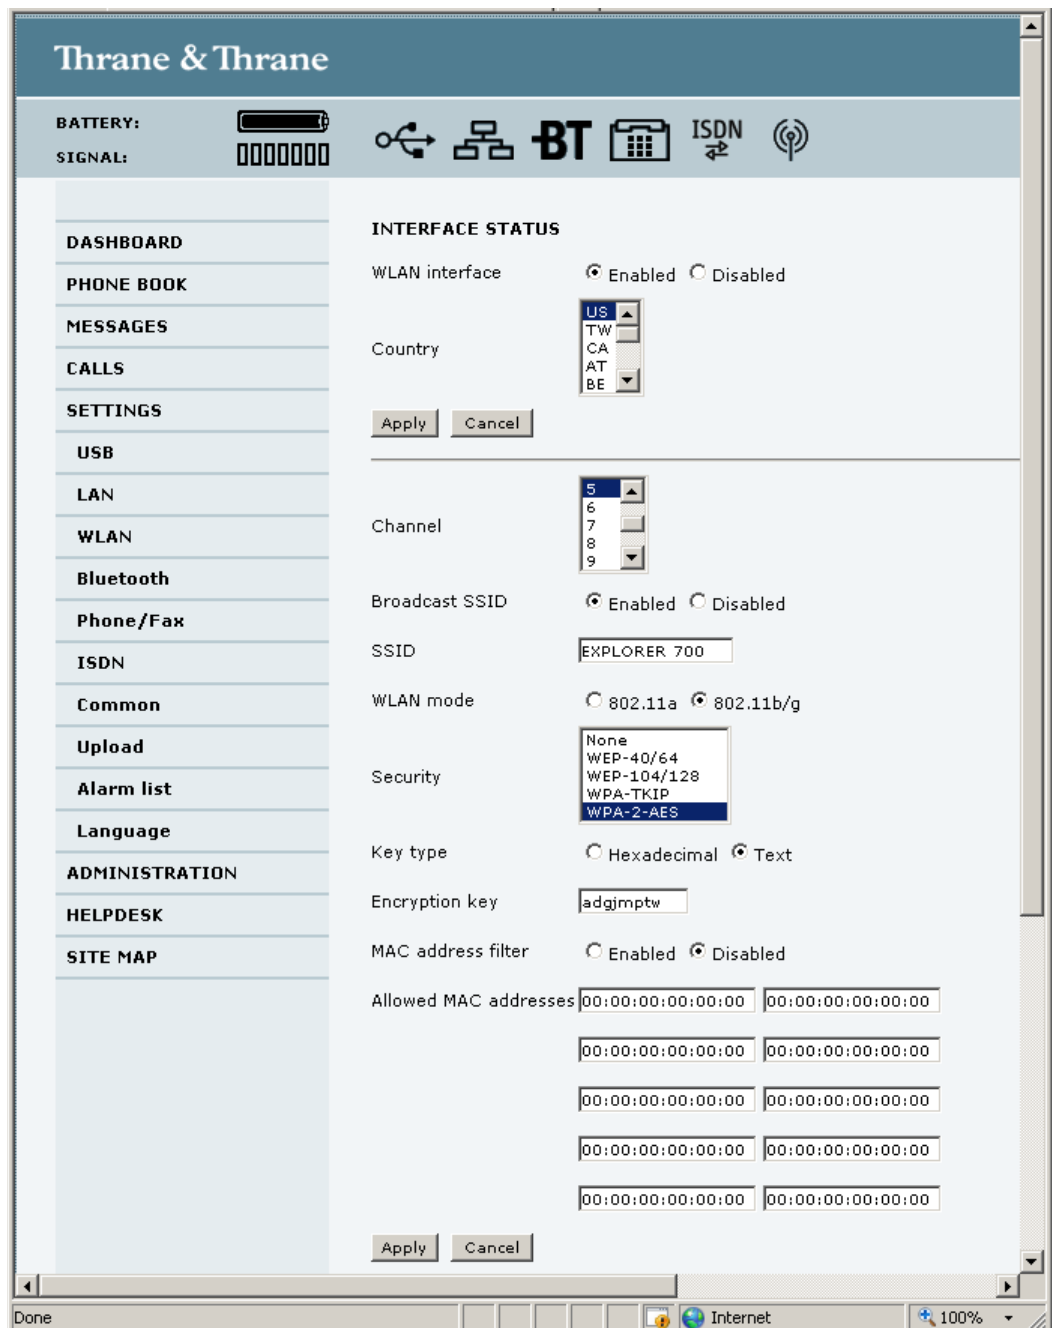 Thrane & Thrane
BATTERY:
SIGNAL:
BT
ISDN
DASHBOARD
PHONE BOOK
MESSAGES
CALLS
SETTINGS
USB
LAN
WLAN
Bluetooth
Phone/Fax
ISDN
Common
Upload
Alarm list
Language
ADMINISTRATION
HELPDESK
SITE MAP
INTERFACE STATUS
WLAN interface Enabled Disabled
Country
US
TW
CA
AT
BE
Apply Cancel
Channel
5
6
7
8
9
Broadcast SSID Enabled Disabled
SSID EXPLORER 700
WLAN mode 802.11a 802.11b/g
Security
None
WEP-40/64
WEP-104/128
WPA-TKIP
WPA-2-AES
Key type Hexadecimal Text
Encryption key adgjmptw
MAC address filter Enabled Disabled
Allowed MAC addresses 00:00:00:00:00:00 00:00:00:00:00:00
00:00:00:00:00:00 00:00:00:00:00:00
00:00:00:00:00:00 00:00:00:00:00:00
00:00:00:00:00:00 00:00:00:00:00:00
00:00:00:00:00:00 00:00:00:00:00:00
Apply Cancel
Done Internet 100%